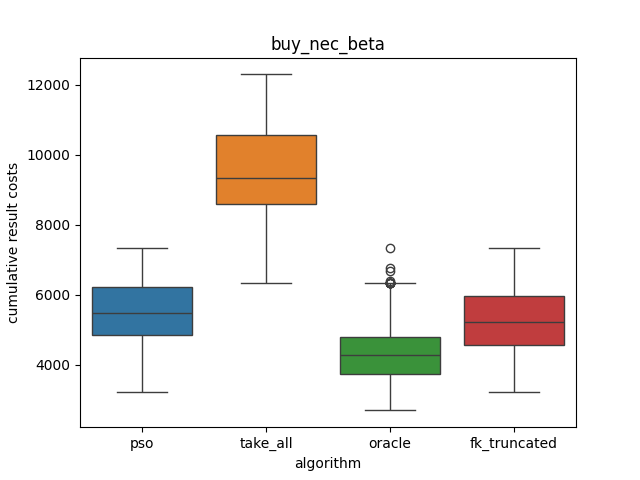 buy_nec_beta
cumulative result costs
12000
10000
8000
6000
4000
pso take_all oracle fk_truncated
algorithm